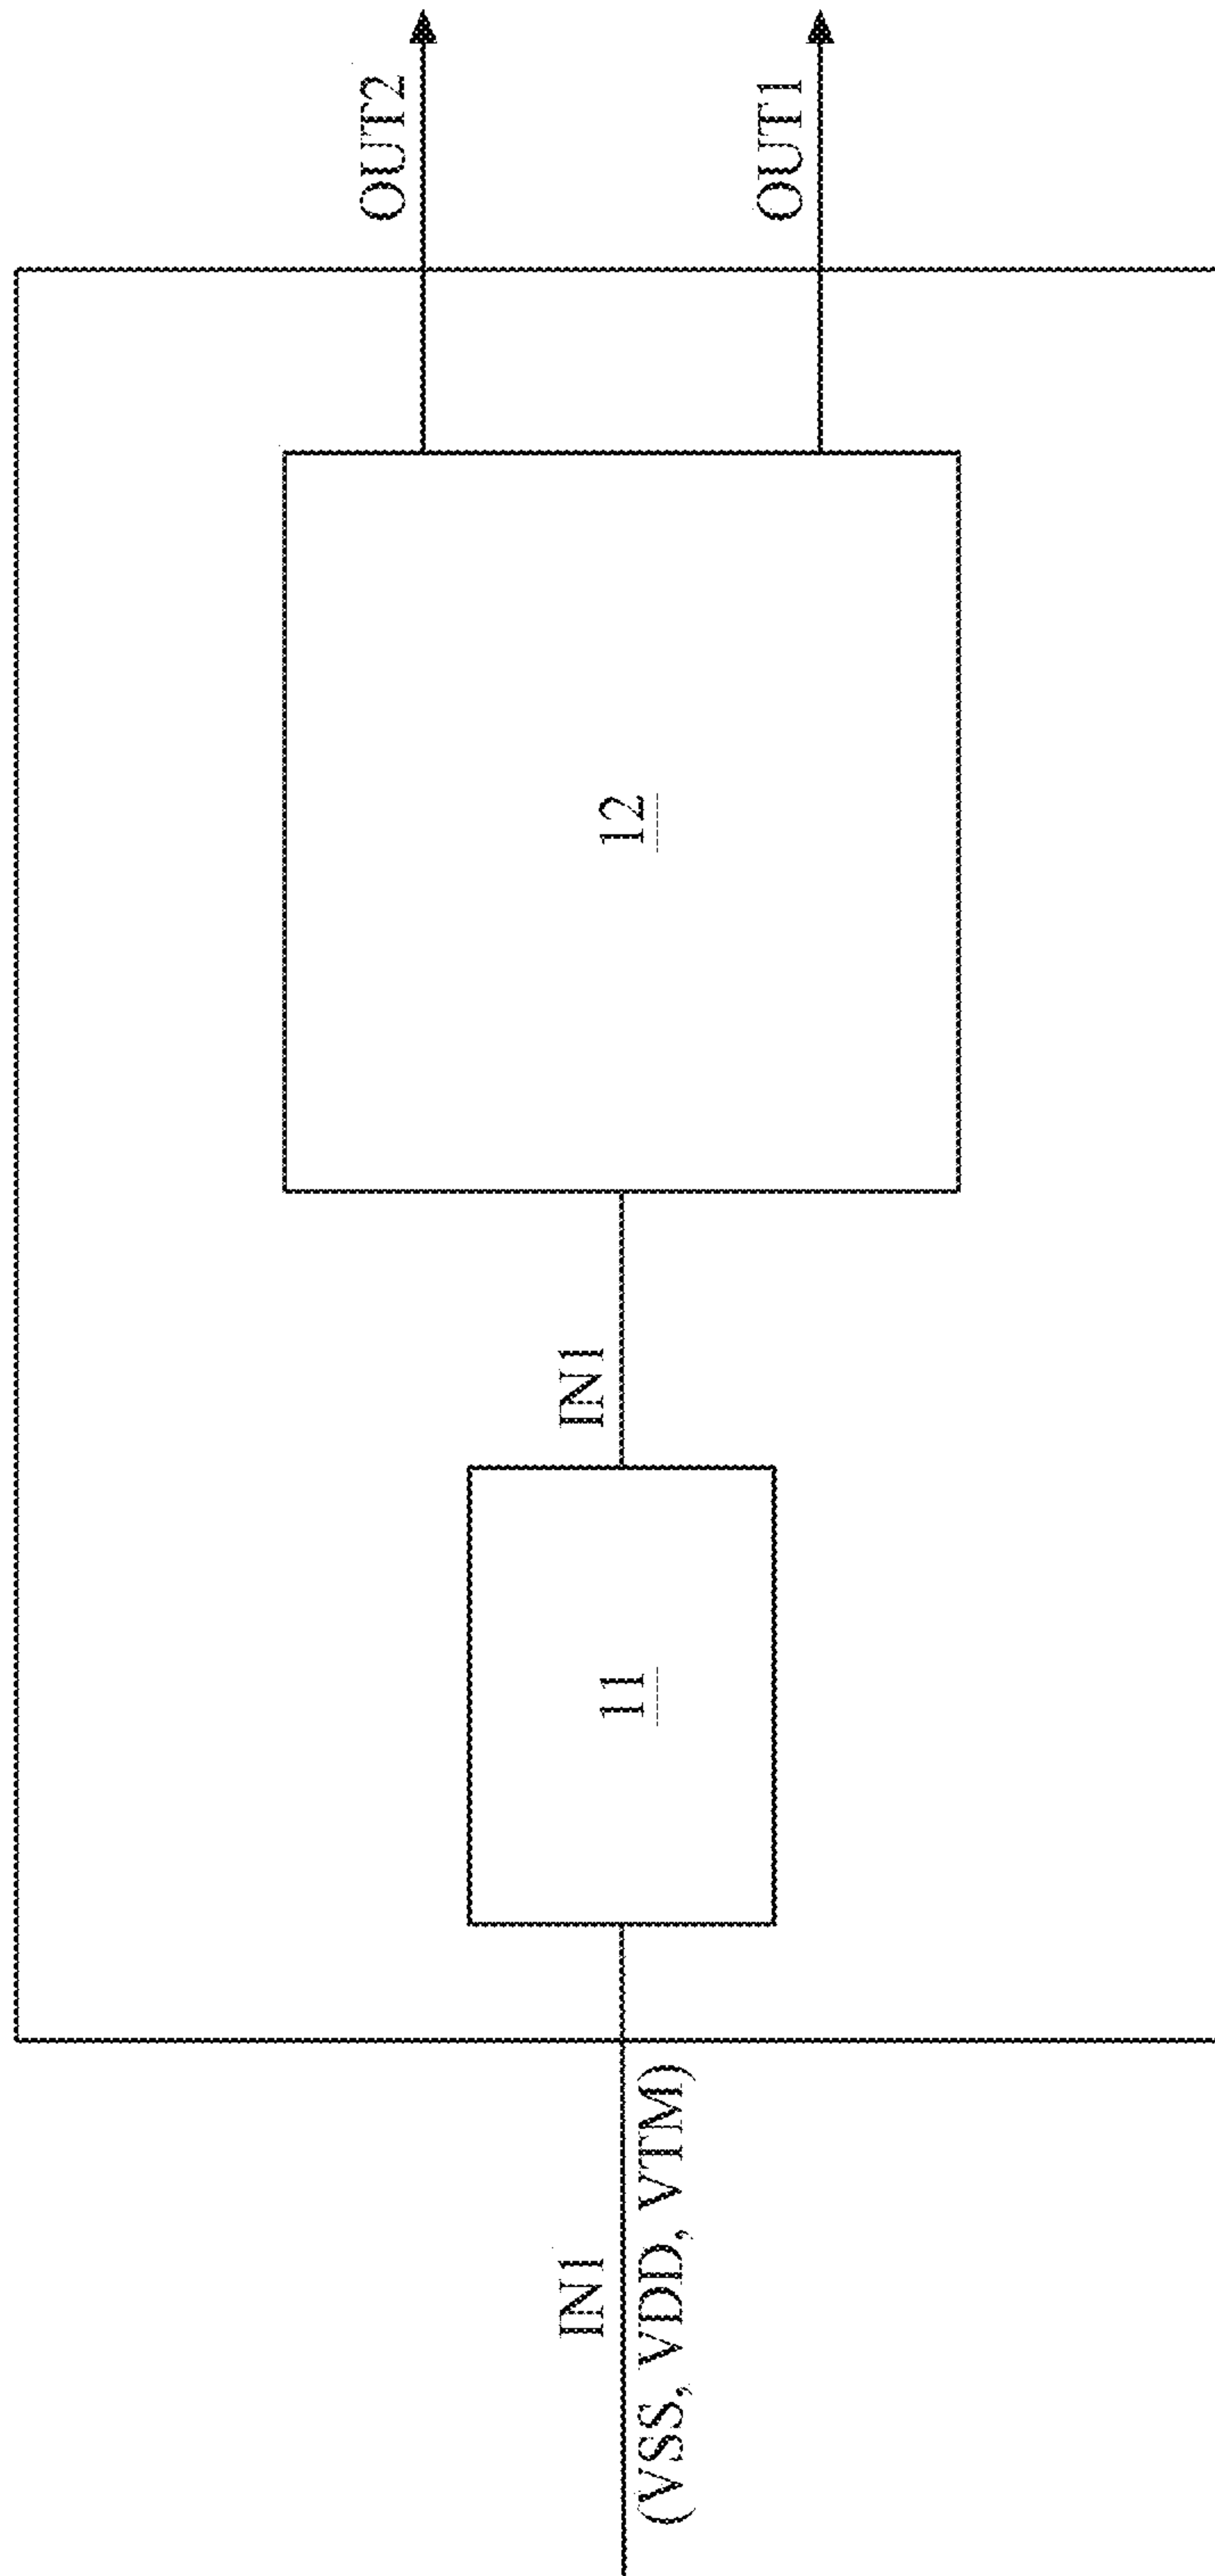 IN1
(VSS, VDD, VTM)
11
IN1
12
OUT2
OUT1